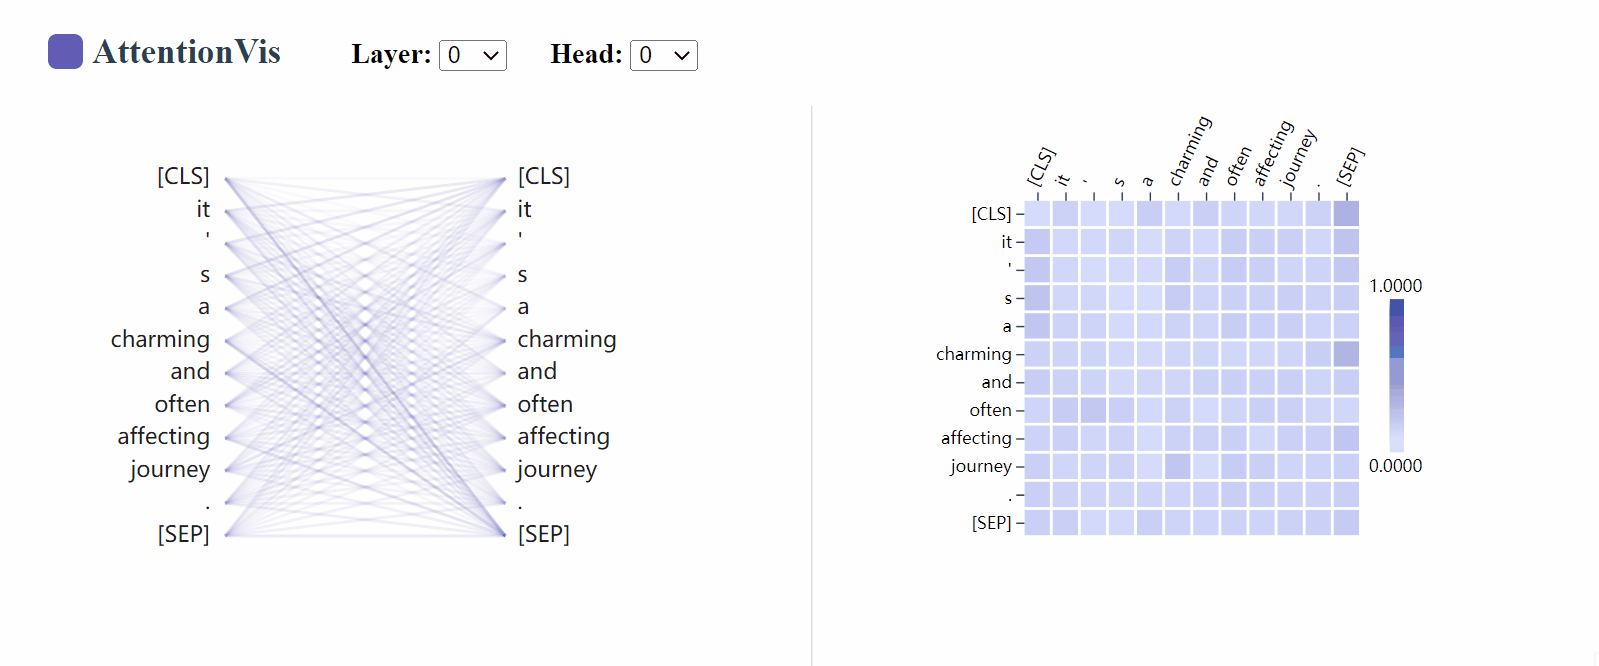 AttentionVis Layer: 0 Head: 0
[CLS] [CLS]
it it
' '
s s
a a
charming charming
and and
often often
affecting affecting
journey journey
. .
[SEP] [SEP]
[CLS] it ' s a charming and often affecting journey . [SEP]
[CLS]
it
'
s
a
charming
and
often
affecting
journey
.
[SEP]
1.0000
0.0000